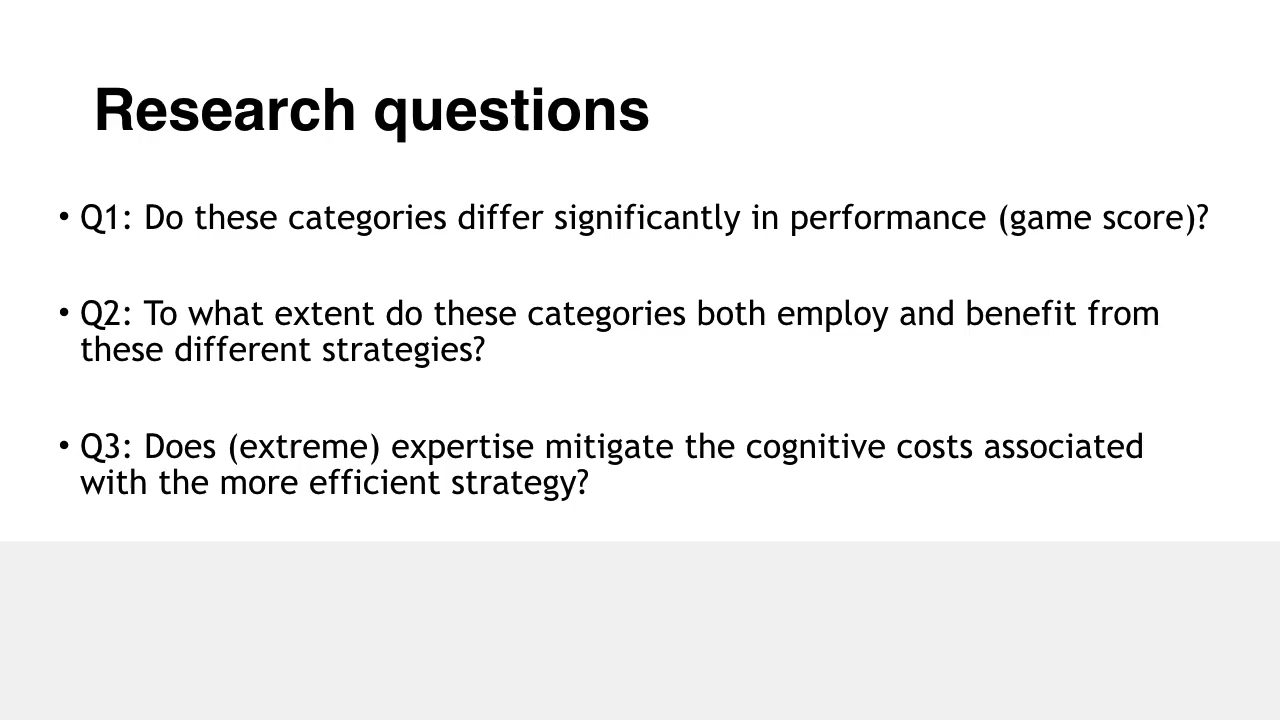 Research questions
• Q1: Do these categories differ significantly in performance (game score)?
• Q2: To what extent do these categories both employ and benefit from
these different strategies?
• Q3: Does (extreme) expertise mitigate the cognitive costs associated
with the more efficient strategy?